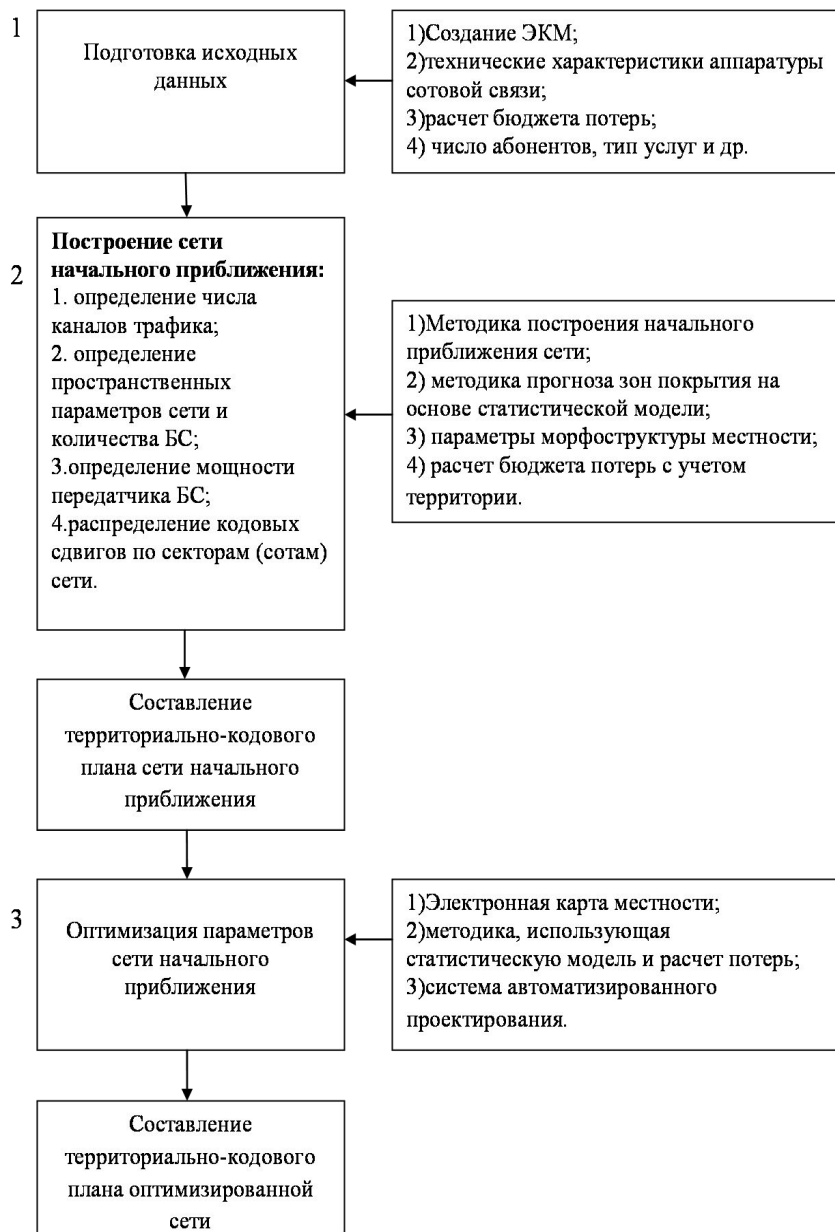 1
Подготовка исходных
данных
1)Создание ЭКМ;
2)технические характеристики аппаратуры
сотовой связи;
3)расчет бюджета потерь;
4) число абонентов, тип услуг и др.
2
Построение сети
начального приближения:
1. определение числа
каналов трафика;
2. определение
пространственных
параметров сети и
количества БС;
3.определение мощности
передатчика БС;
4.распределение кодовых
сдвигов по секторам (сотам)
сети.
1)Методика построения начального
приближения сети;
2) методика прогноза зон покрытия на
основе статистической модели;
3) параметры морфоструктуры местности;
4) расчет бюджета потерь с учетом
территории.
Составление
территориально-кодового
плана сети начального
приближения
3
Оптимизация параметров
сети начального
приближения
1)Электронная карта местности;
2)методика, использующая
статистическую модель и расчет потерь;
3)система автоматизированного
проектирования.
Составление
территориально-кодового
плана оптимизированной
сети